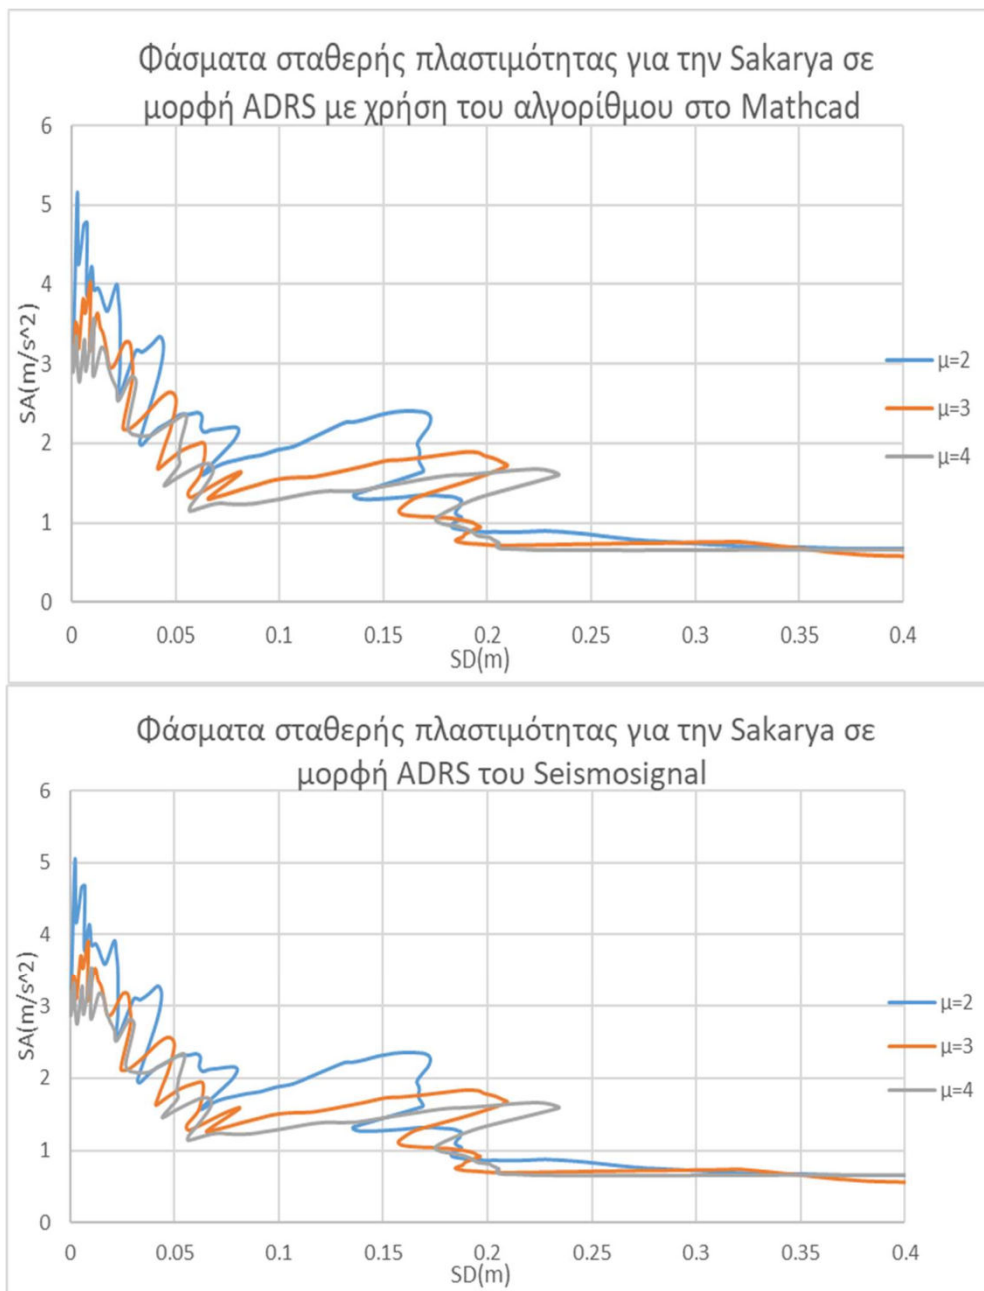 Φάσματα σταθερής πλαστιμότητας για την Sakarya σε
μορφή ADRS με χρήση του αλγορίθμου στο Mathcad
6
5
4
3
2
1
0
SA(m/s^2)
0 0.05 0.1 0.15 0.2 0.25 0.3 0.35 0.4
SD(m)
μ=2
μ=3
μ=4
Φάσματα σταθερής πλαστιμότητας για την Sakarya σε
μορφή ADRS του Seismosignal
6
5
4
3
2
1
0
SA(m/s^2)
0 0.05 0.1 0.15 0.2 0.25 0.3 0.35 0.4
SD(m)
μ=2
μ=3
μ=4